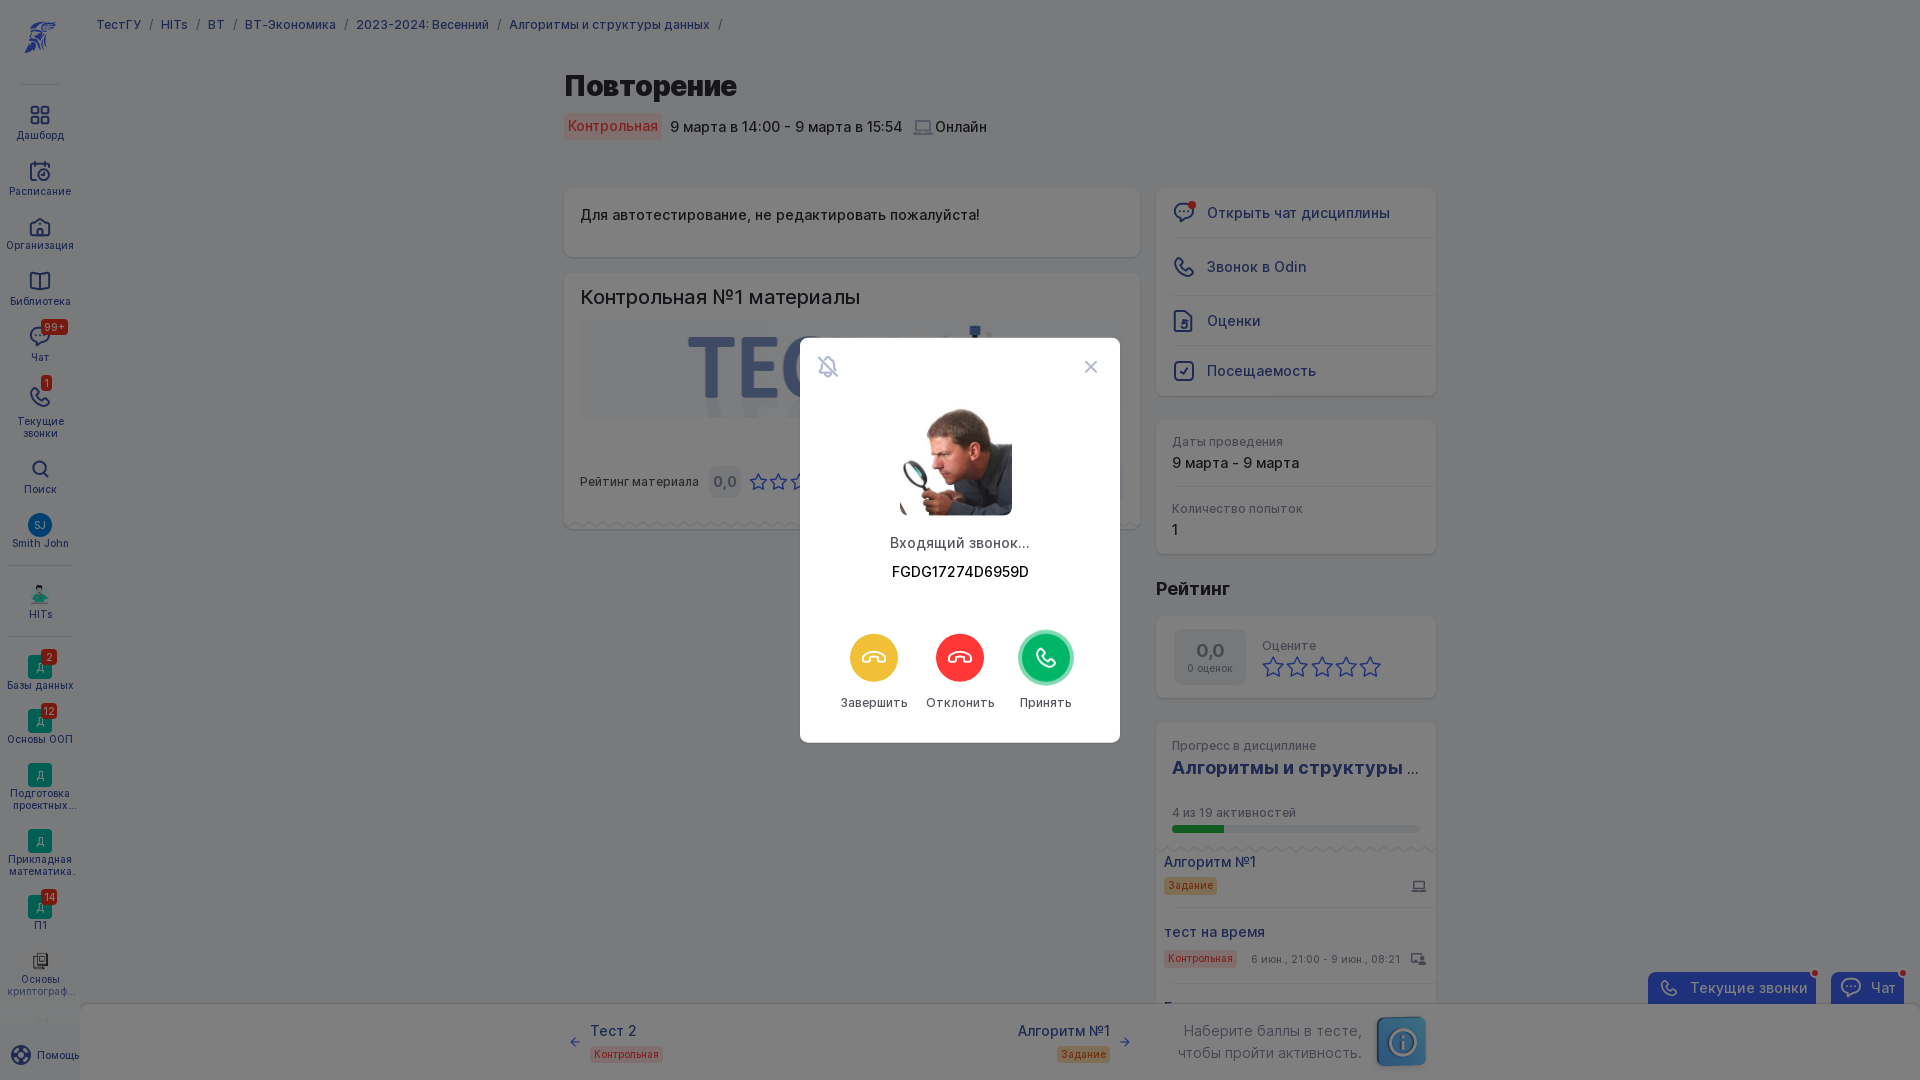 ТестГУ / HITs / ВТ / ВТ-Экономика / 2023-2024: Весенний / Алгоритмы и структуры данных /
Дашборд
Расписание
Организация
Библиотека
99+
Чат
1
Текущие
звонки
Поиск
SJ
Smith John
HITs
2
Д
Базы данных
12
Д
Основы ООП
Д
Подготовка
проектных...
Д
Прикладная
математика.
14
Д
П1
Основы
криптограф...
Помощь
Повторение
Контрольная 9 марта в 14:00 - 9 марта в 15:54 Онлайн
Для автотестирование, не редактировать пожалуйста!
Контрольная №1 материалы
ТЕС
Рейтинг материала 0,0
Входящий звонок...
FGDG17274D6959D
Завершить Отклонить Принять
Открыть чат дисциплины
Звонок в Odin
Оценки
Посещаемость
Даты проведения
9 марта - 9 марта
Количество попыток
1
Рейтинг
0,0
0 оценок
Оцените
Прогресс в дисциплине
Алгоритмы и структуры ...
4 из 19 активностей
Алгоритм №1
Задание
тест на время
Контрольная 6 июн., 21:00 - 9 июн., 08:21
Текущие звонки
Чат
Тест 2
Контрольная
Алгоритм №1
Задание
Наберите баллы в тесте,
чтобы пройти активность.